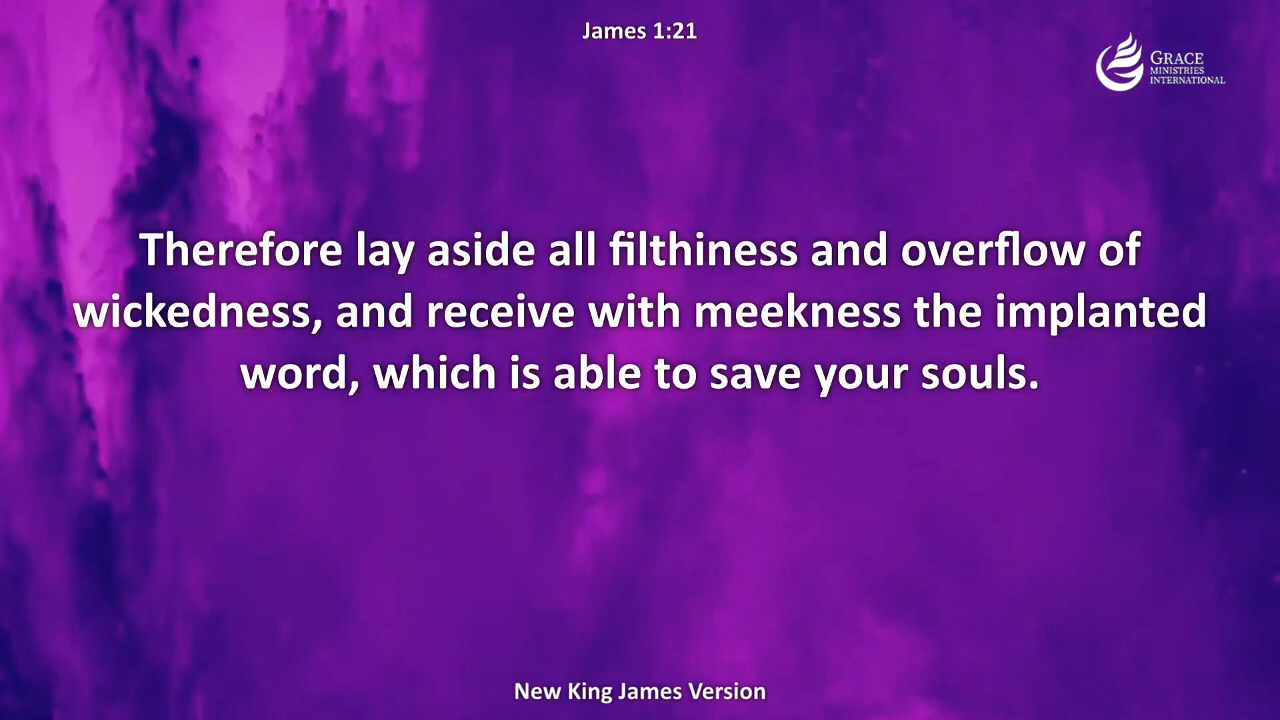 James 1:21
GRACE
MINISTRIES
INTERNATIONAL
Therefore lay aside all filthiness and overflow of
wickedness, and receive with meekness the implanted
word, which is able to save your souls.
New King James Version